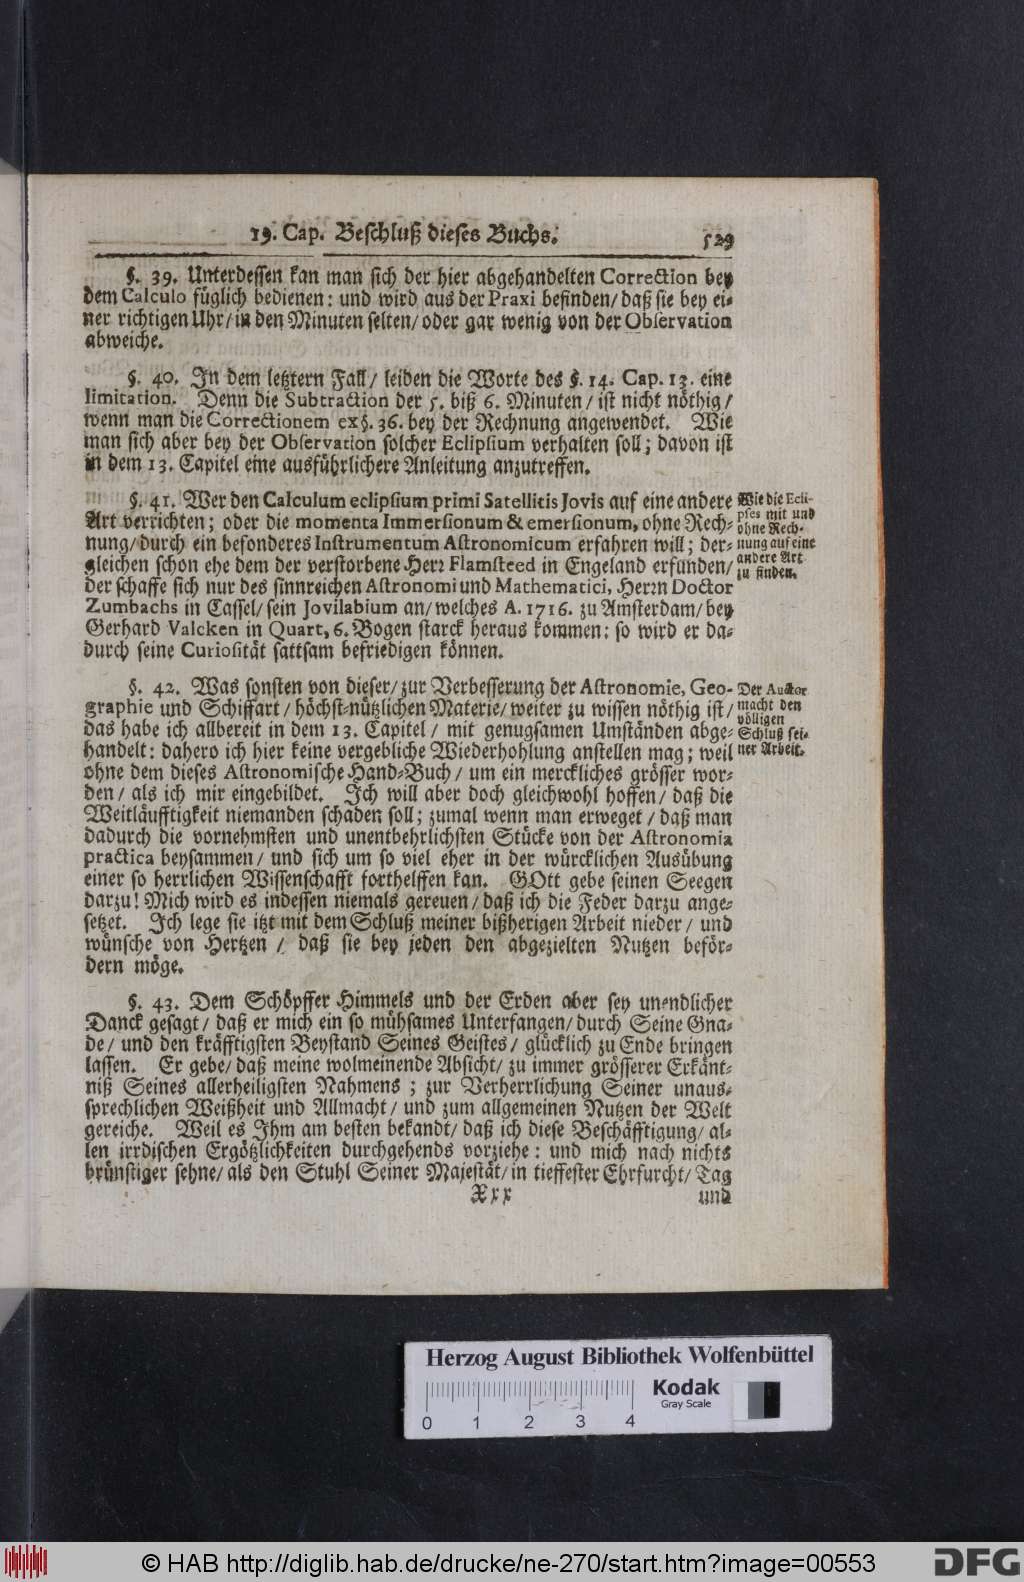 19. Cap. Beschluß dieses Buchs. 529
§. 39. Unterdessen kan man sich der hier abgehandelten Correction bey
dem Calculo füglich bedienen: und wird aus der Praxi befinden/ daß sie bey ei-
ner richtigen Uhr/ in den Minuten selten/ oder gar wenig von der Observation
abweiche.
§. 40. In dem letztern Fall/ leiden die Worte des §. 14. Cap. 13. eine
limitation. Denn die Subtraction der 5. biß 6. Minuten/ ist nicht nöthig/
wenn man die Correctionem ex §. 36. bey der Rechnung angewendet. Wie
man sich aber bey der Observation solcher Eclipsium verhalten soll; davon ist
in dem 13. Capitel eine ausführlichere Anleitung anzutreffen.
§. 41. Wer den Calculum eclipsium primi Satellitis Jovis auf eine andere
Art verrichten; oder die momenta Immersionum & emersionum, ohne Rech-
nung/ durch ein besonderes Instrumentum Astronomicum erfahren will; der-
gleichen schon ehe dem der verstorbene Herr Flamsteed in Engeland erfunden/
der schaffe sich nur des sinnreichen Astronomi und Mathematici, Herrn Doctor
Zumbachs in Cassel/ sein Jovilabium an/ welches A. 1716. zu Amsterdam/ bey
Gerhard Valcken in Quart, 6. Bogen starck heraus kommen: so wird er da-
durch seine Curiosität sattsam befriedigen können.
Wie die Ecli-
pses mit und
ohne Rech-
nung auf eine
andere Art
zu finden.
§. 42. Was sonsten von dieser/ zur Verbesserung der Astronomie, Geo-
graphie und Schiffart/ höchst-nützlichen Materie/ weiter zu wissen nöthig ist/
das habe ich allbereit in dem 13. Capitel/ mit genugsamen Umständen abge-
handelt: dahero ich hier keine vergebliche Wiederhohlung anstellen mag; weil
ohne dem dieses Astronomische Hand-Buch/ um ein merckliches grösser wor-
den/ als ich mir eingebildet. Ich will aber doch gleichwohl hoffen/ daß die
Weitläufftigkeit niemanden schaden soll; zumal wenn man erweget/ daß man
dadurch die vornehmsten und unentbehrlichsten Stücke von der Astronomia
practica beysammen/ und sich um so viel eher in der würcklichen Ausübung
einer so herrlichen Wissenschafft forthelffen kan. GOtt gebe seinen Seegen
darzu! Mich wird es indessen niemals gereuen/ daß ich die Feder darzu ange-
setzet. Ich lege sie itzt mit dem Schluß meiner bißherigen Arbeit nieder/ und
wünsche von Hertzen/ daß sie bey jeden den abgezielten Nutzen beför-
dern möge.
Der Auctor
macht den
völligen
Schluß sei-
ner Arbeit.
§. 43. Dem Schöpffer Himmels und der Erden aber sey unendlicher
Danck gesagt/ daß er mich ein so mühsames Unterfangen/ durch Seine Gna-
de/ und den kräfftigsten Beystand Seines Geistes/ glücklich zu Ende bringen
lassen. Er gebe/ daß meine wolmeinende Absicht/ zu immer grösserer Erkänt-
niß Seines allerheiligsten Nahmens; zur Verherrlichung Seiner unaus-
sprechlichen Weißheit und Allmacht/ und zum allgemeinen Nutzen der Welt
gereiche. Weil es Ihm am besten bekandt/ daß ich diese Beschäfftigung/ al-
len irrdischen Ergötzlichkeiten durchgehends vorziehe: und mich nach nichts
brünstiger sehne/ als den Stuhl Seiner Majestät/ in tieffester Ehrfurcht/ Tag
Xxx und
Herzog August Bibliothek Wolfenbüttel
Kodak
Gray Scale
0 1 2 3 4
© HAB http://diglib.hab.de/drucke/ne-270/start.htm?image=00553
DFG